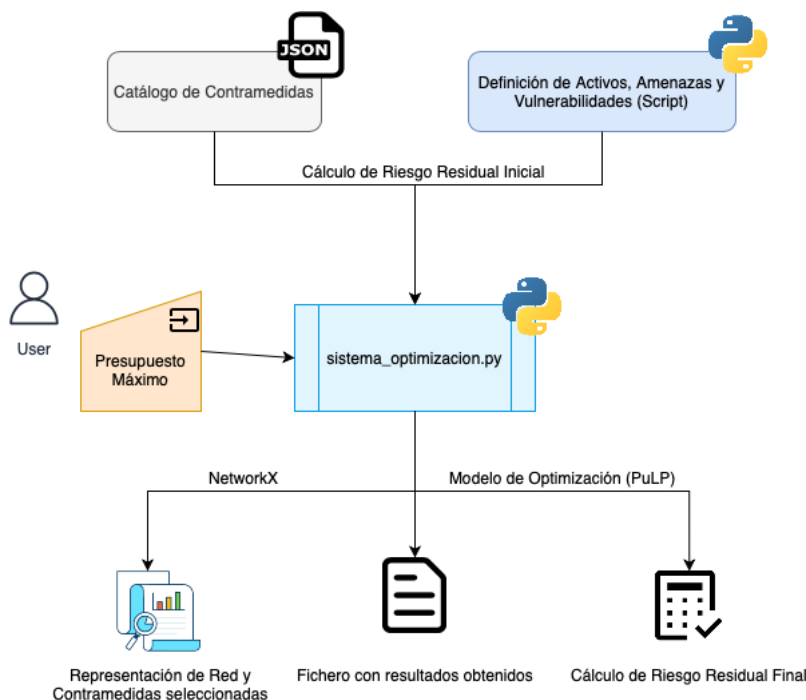 JSON
Catálogo de Contramedidas
Definición de Activos, Amenazas y
Vulnerabilidades (Script)
Cálculo de Riesgo Residual Inicial
User
Presupuesto
Máximo
sistema_optimizacion.py
NetworkX
Modelo de Optimización (PuLP)
Representación de Red y
Contramedidas seleccionadas
Fichero con resultados obtenidos
Cálculo de Riesgo Residual Final